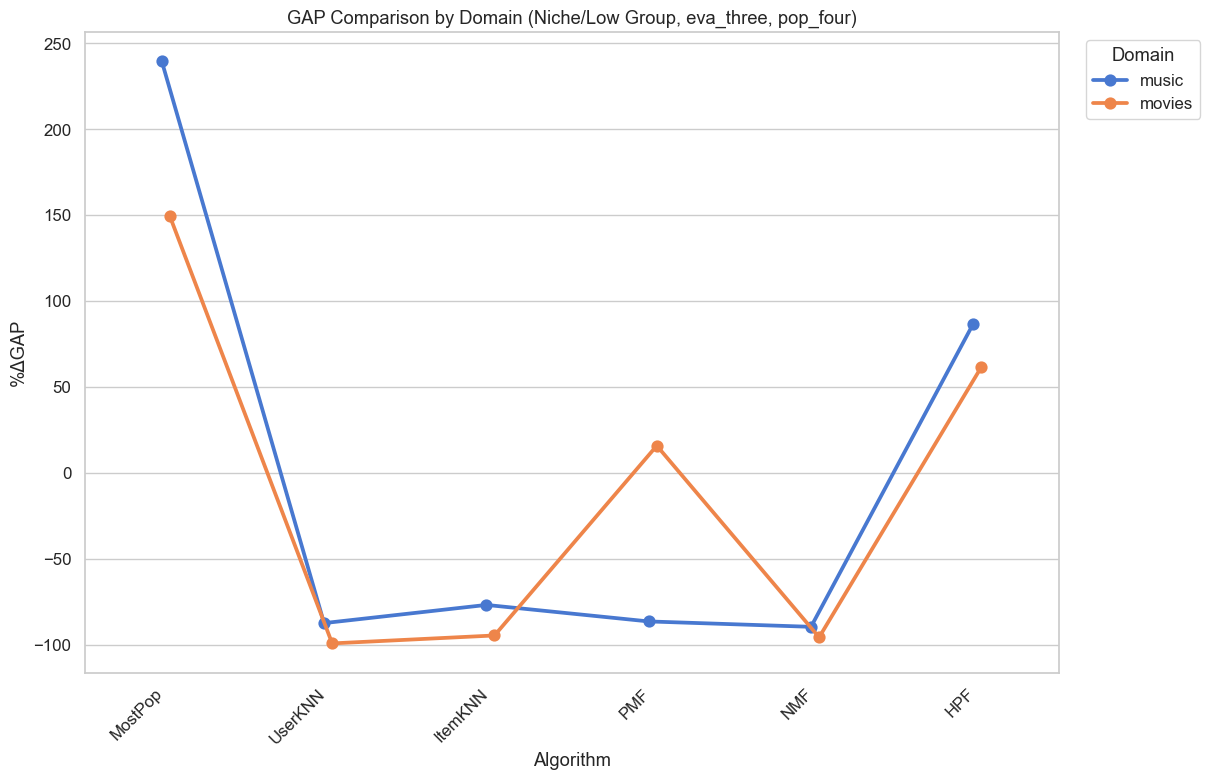 GAP Comparison by Domain (Niche/Low Group, eva_three, pop_four)
Domain
music
movies
%ΔGAP
250
200
150
100
50
0
−50
−100
MostPop
UserKNN
ItemKNN
PMF
NMF
HPF
Algorithm